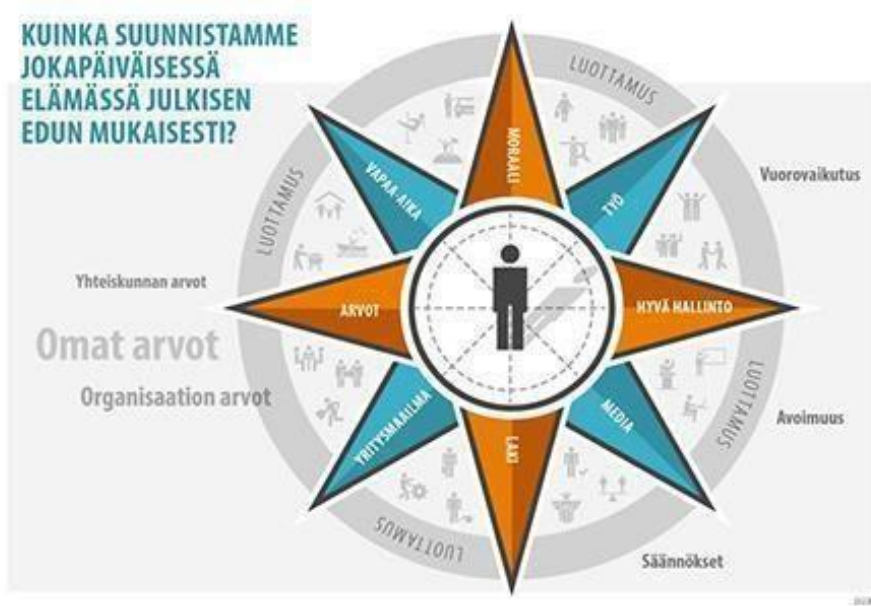 KUINKA SUUNNISTAMME
JOKAPÄIVÄISESSÄ
ELÄMÄSSÄ JULKISEN
EDUN MUKAISESTI?
LUOTTAMUS
MORAALI
VAPAA-AIKA
TYÖ
Vuorovaikutus
LUOTTAMUS
Yhteiskunnan arvot
ARVOT
HYVÄ HALLINTO
Omat arvot
Organisaation arvot
YRITYSMAAILMA
MEDIA
LUOTTAMUS
Avoimuus
LAKI
LUOTTAMUS
Säännökset